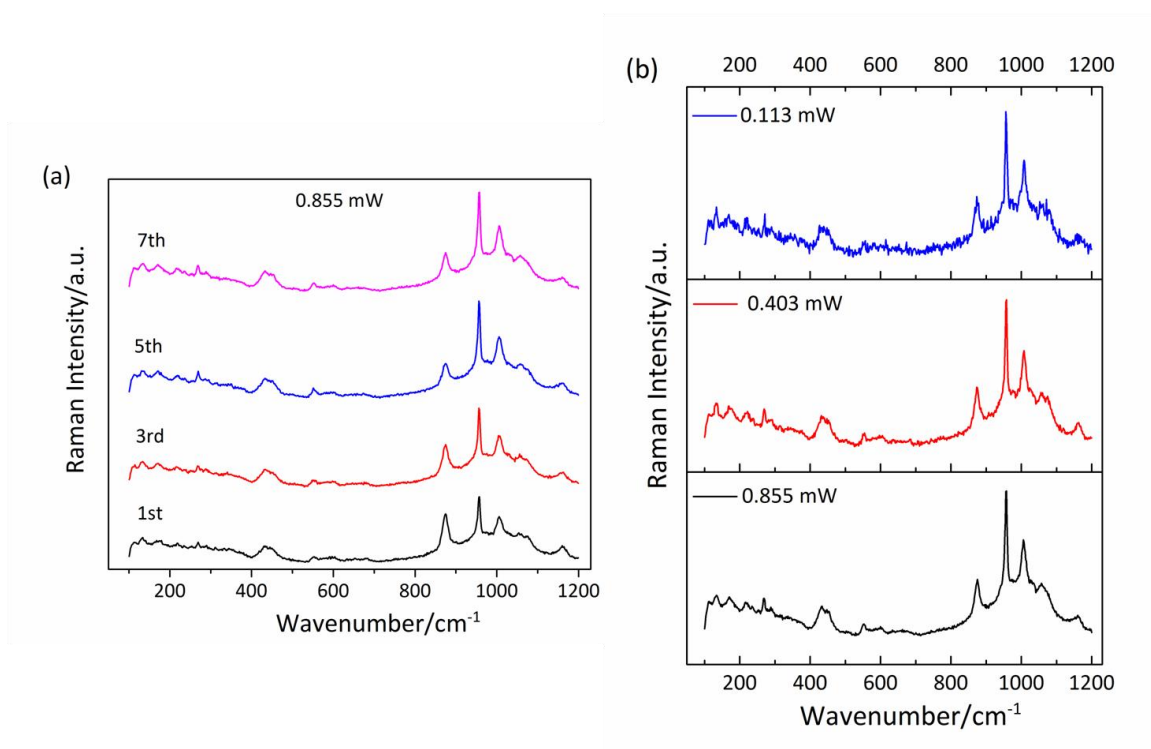 (a)
0.855 mW
7th
5th
3rd
1st
Raman Intensity/a.u.
200 400 600 800 1000 1200
Wavenumber/cm⁻¹
(b)
200 400 600 800 1000 1200
0.113 mW
0.403 mW
0.855 mW
Raman Intensity/a.u.
200 400 600 800 1000 1200
Wavenumber/cm⁻¹